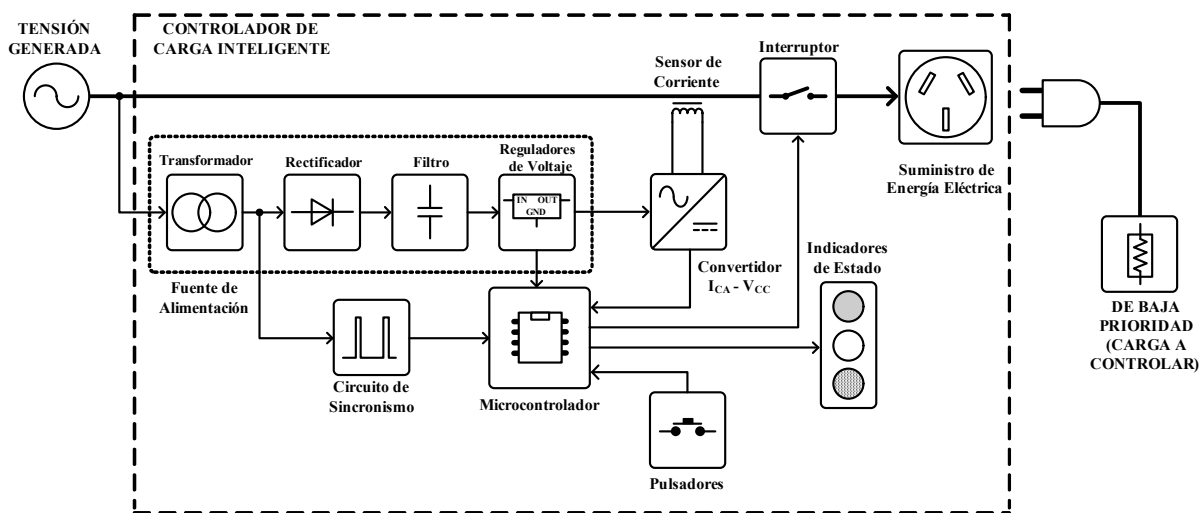 TENSIÓN
GENERADA
CONTROLADOR DE
CARGA INTELIGENTE
Sensor de
Corriente
Interruptor
Suministro de
Energía Eléctrica
Transformador
Rectificador
Filtro
Reguladores
de Voltaje
IN OUT
GND
Fuente de
Alimentación
Convertidor
ICA - VCC
Indicadores
de Estado
DE BAJA
PRIORIDAD
(CARGA A
CONTROLAR)
Circuito de
Sincronismo
Microcontrolador
Pulsadores